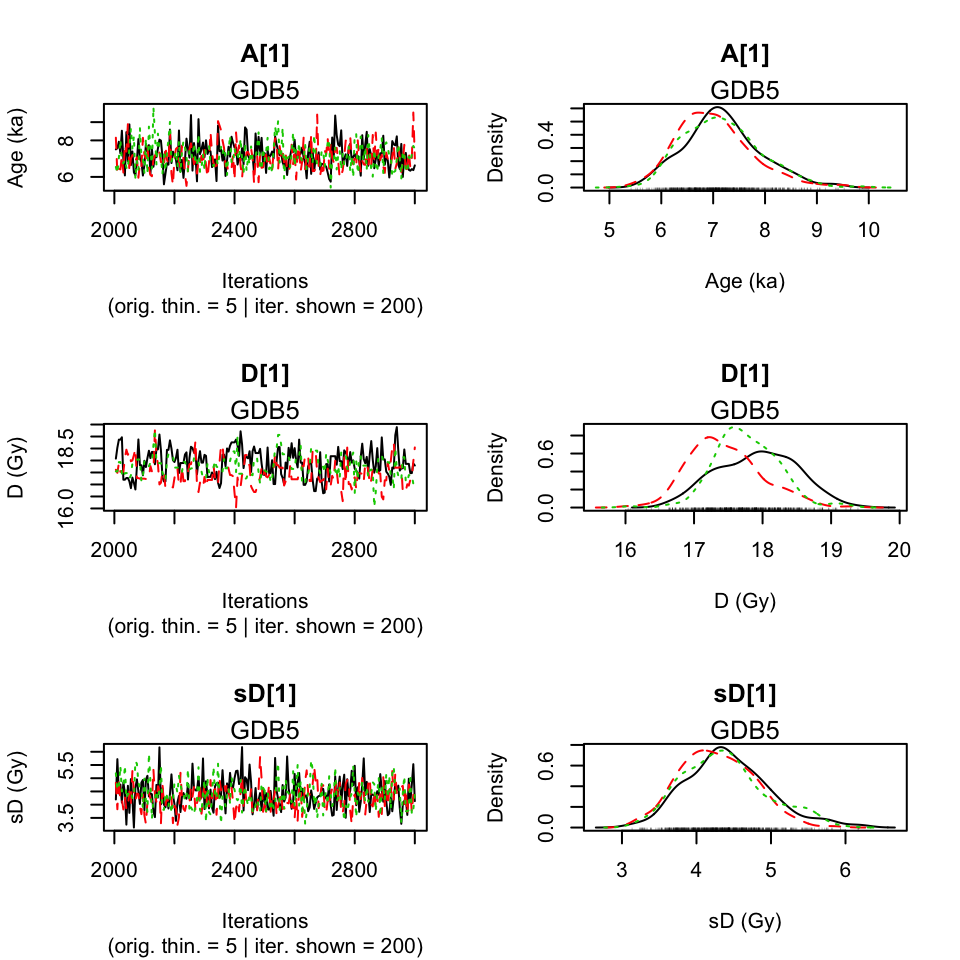 A[1]
GDB5
Age (ka)
8
6
2000 2400 2800
Iterations
(orig. thin. = 5 | iter. shown = 200)
A[1]
GDB5
Density
0.4
0.0
5 6 7 8 9 10
Age (ka)
D[1]
GDB5
D (Gy)
18.5
16.0
2000 2400 2800
Iterations
(orig. thin. = 5 | iter. shown = 200)
D[1]
GDB5
Density
0.6
0.0
16 17 18 19 20
D (Gy)
sD[1]
GDB5
sD (Gy)
5.5
3.5
2000 2400 2800
Iterations
(orig. thin. = 5 | iter. shown = 200)
sD[1]
GDB5
Density
0.6
0.0
3 4 5 6
sD (Gy)